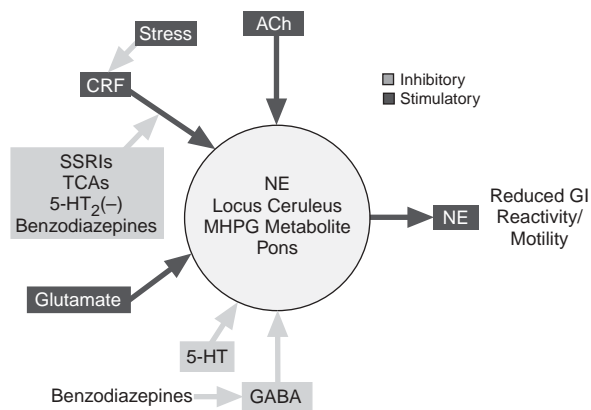 Stress
ACh
CRF
Inhibitory
Stimulatory
SSRIs
TCAs
5-HT₂(–)
Benzodiazepines
NE
Locus Ceruleus
MHPG Metabolite
Pons
NE
Reduced GI
Reactivity/
Motility
Glutamate
5-HT
Benzodiazepines
GABA